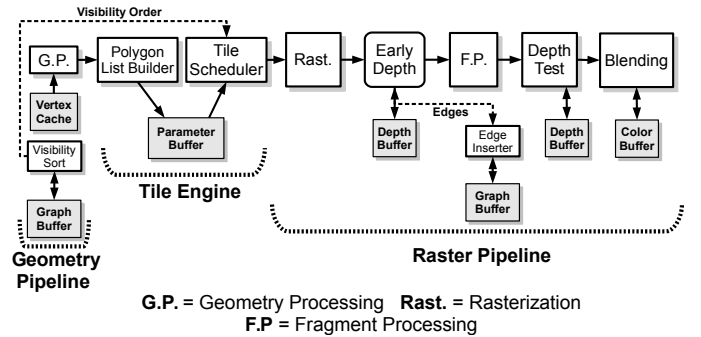 Visibility Order
G.P.
Polygon
List Builder
Tile
Scheduler
Rast.
Early
Depth
F.P.
Depth
Test
Blending
Vertex
Cache
Parameter
Buffer
Edges
Depth
Buffer
Edge
Inserter
Depth
Buffer
Color
Buffer
Visibility
Sort
Graph
Buffer
Graph
Buffer
Tile Engine
Geometry
Pipeline
Raster Pipeline
G.P. = Geometry Processing Rast. = Rasterization
F.P = Fragment Processing